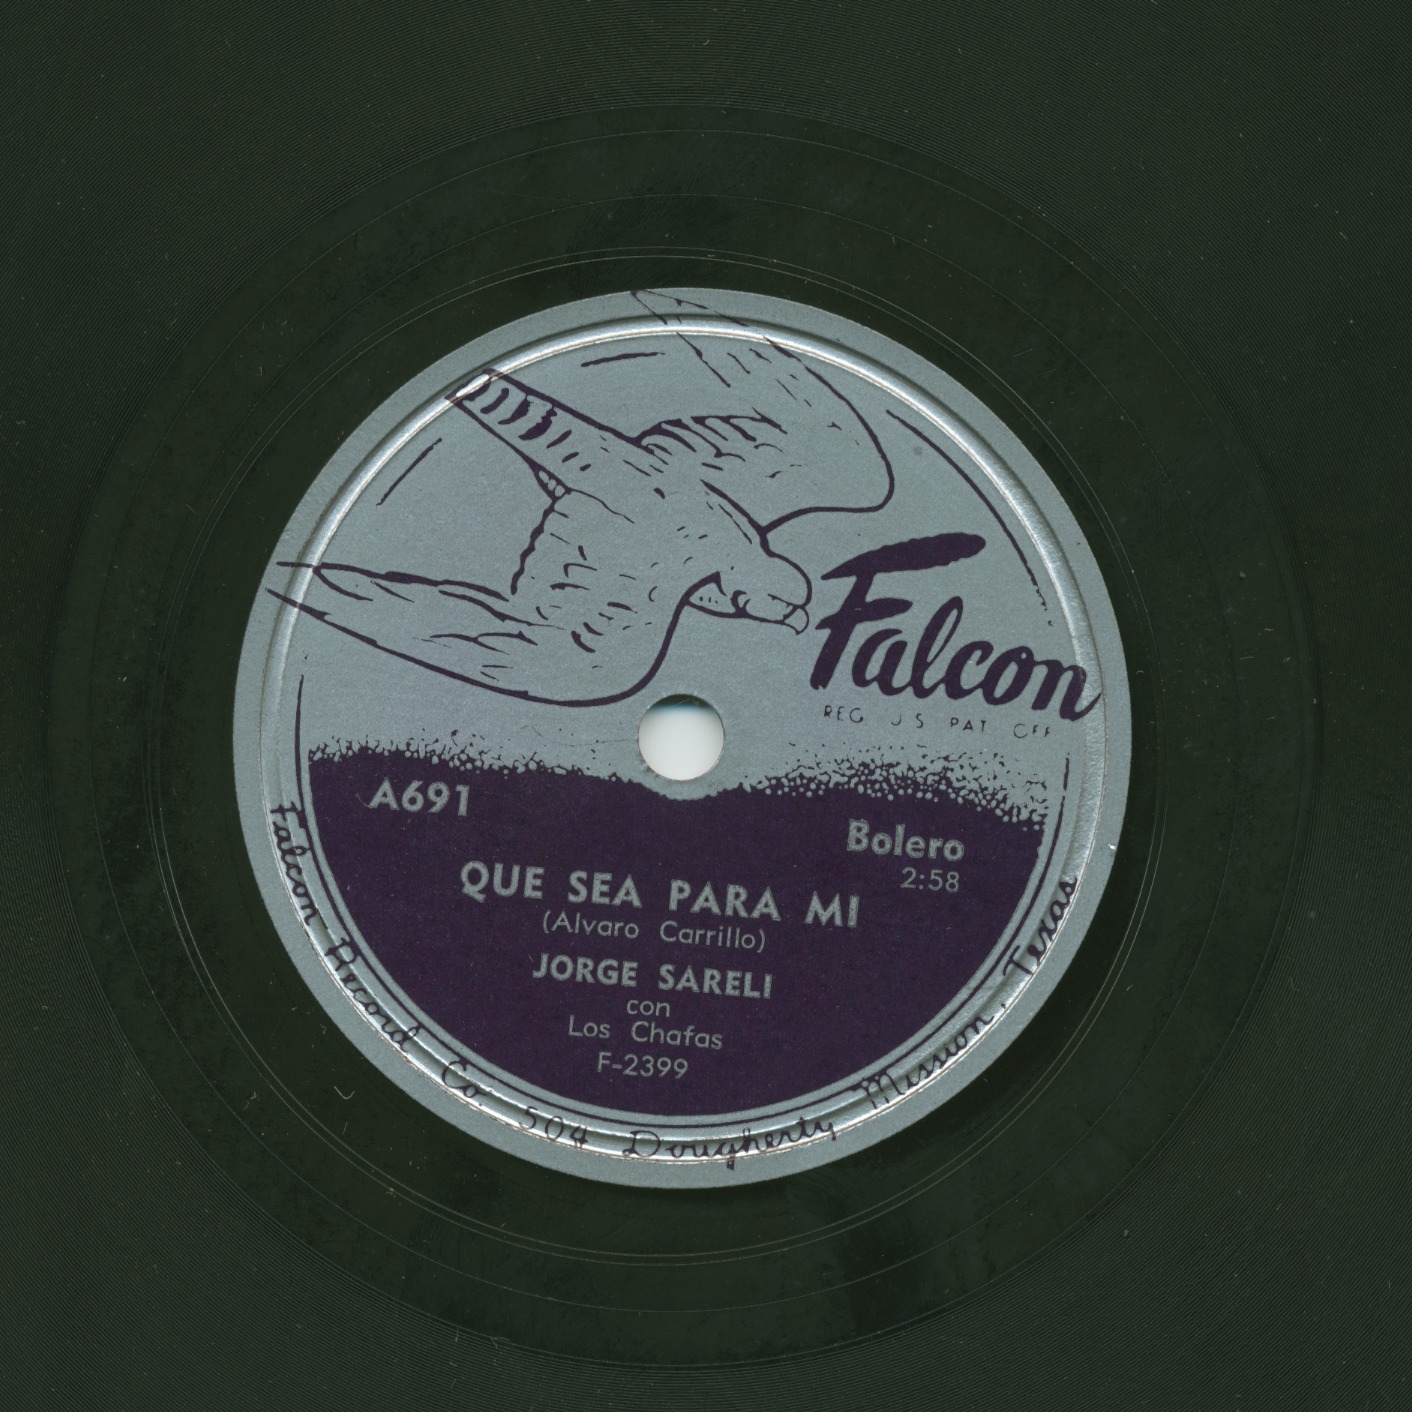 Falcon
REG U S PAT OFF
A691
Bolero
2:58
QUE SEA PARA MI
(Alvaro Carrillo)
JORGE SARELI
con
Los Chafas
F-2399
Falcon Record Co. 504 Dougherty, Mission, Texas